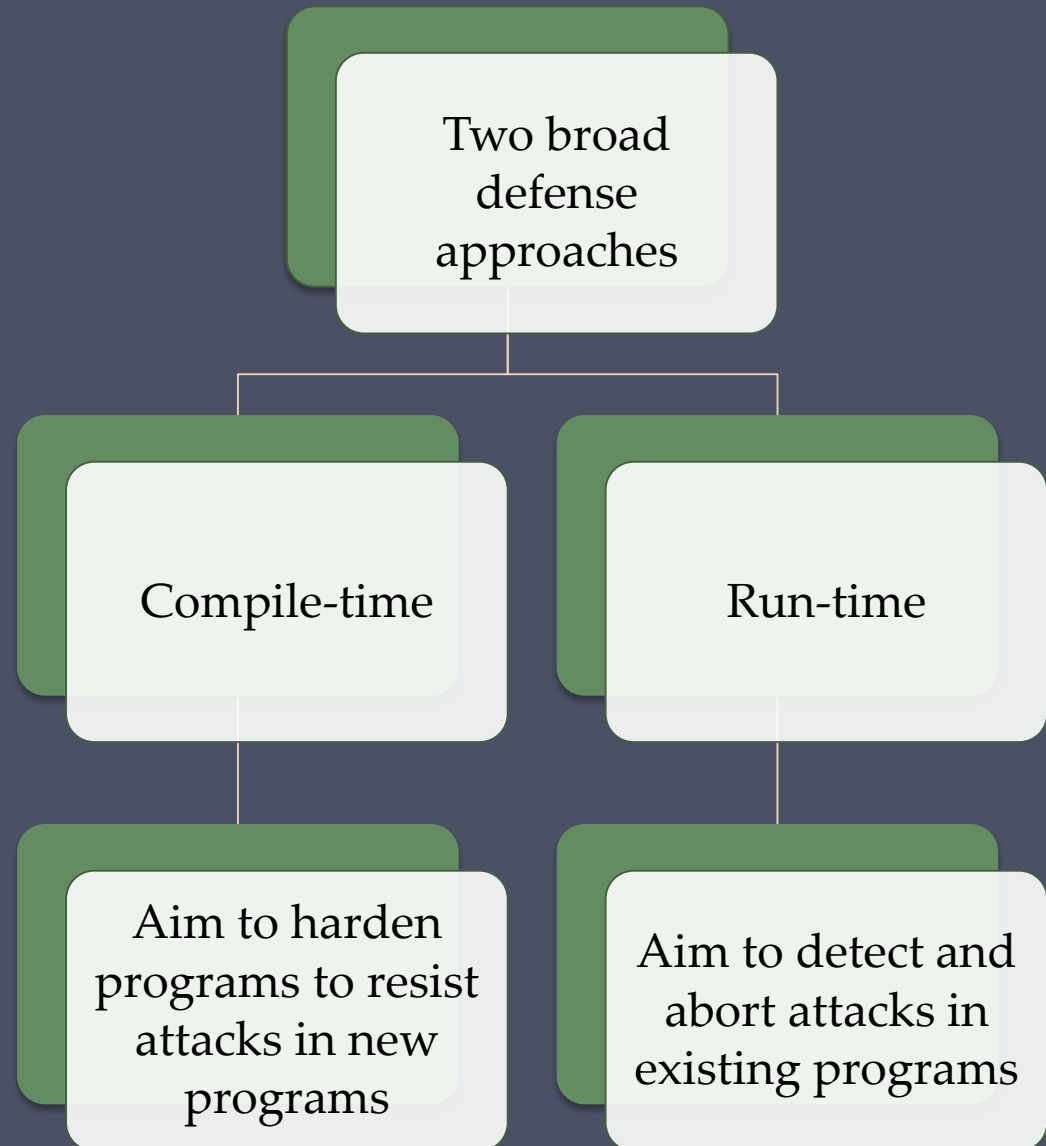 Two broad
defense
approaches
Compile-time
Run-time
Aim to harden
programs to resist
attacks in new
programs
Aim to detect and
abort attacks in
existing programs